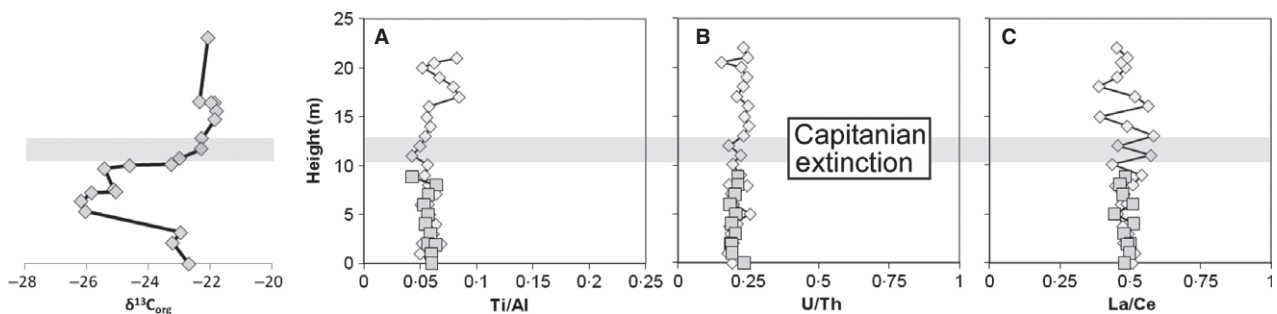 25
20
15
10
5
0
Height (m)
A
B
C
Capitanian
extinction
−28 −26 −24 −22 −20
δ¹³C_org
0 0·05 0·1 0·15 0·2 0·25
Ti/Al
0 0·25 0·5 0·75 1
U/Th
0 0·25 0·5 0·75 1
La/Ce